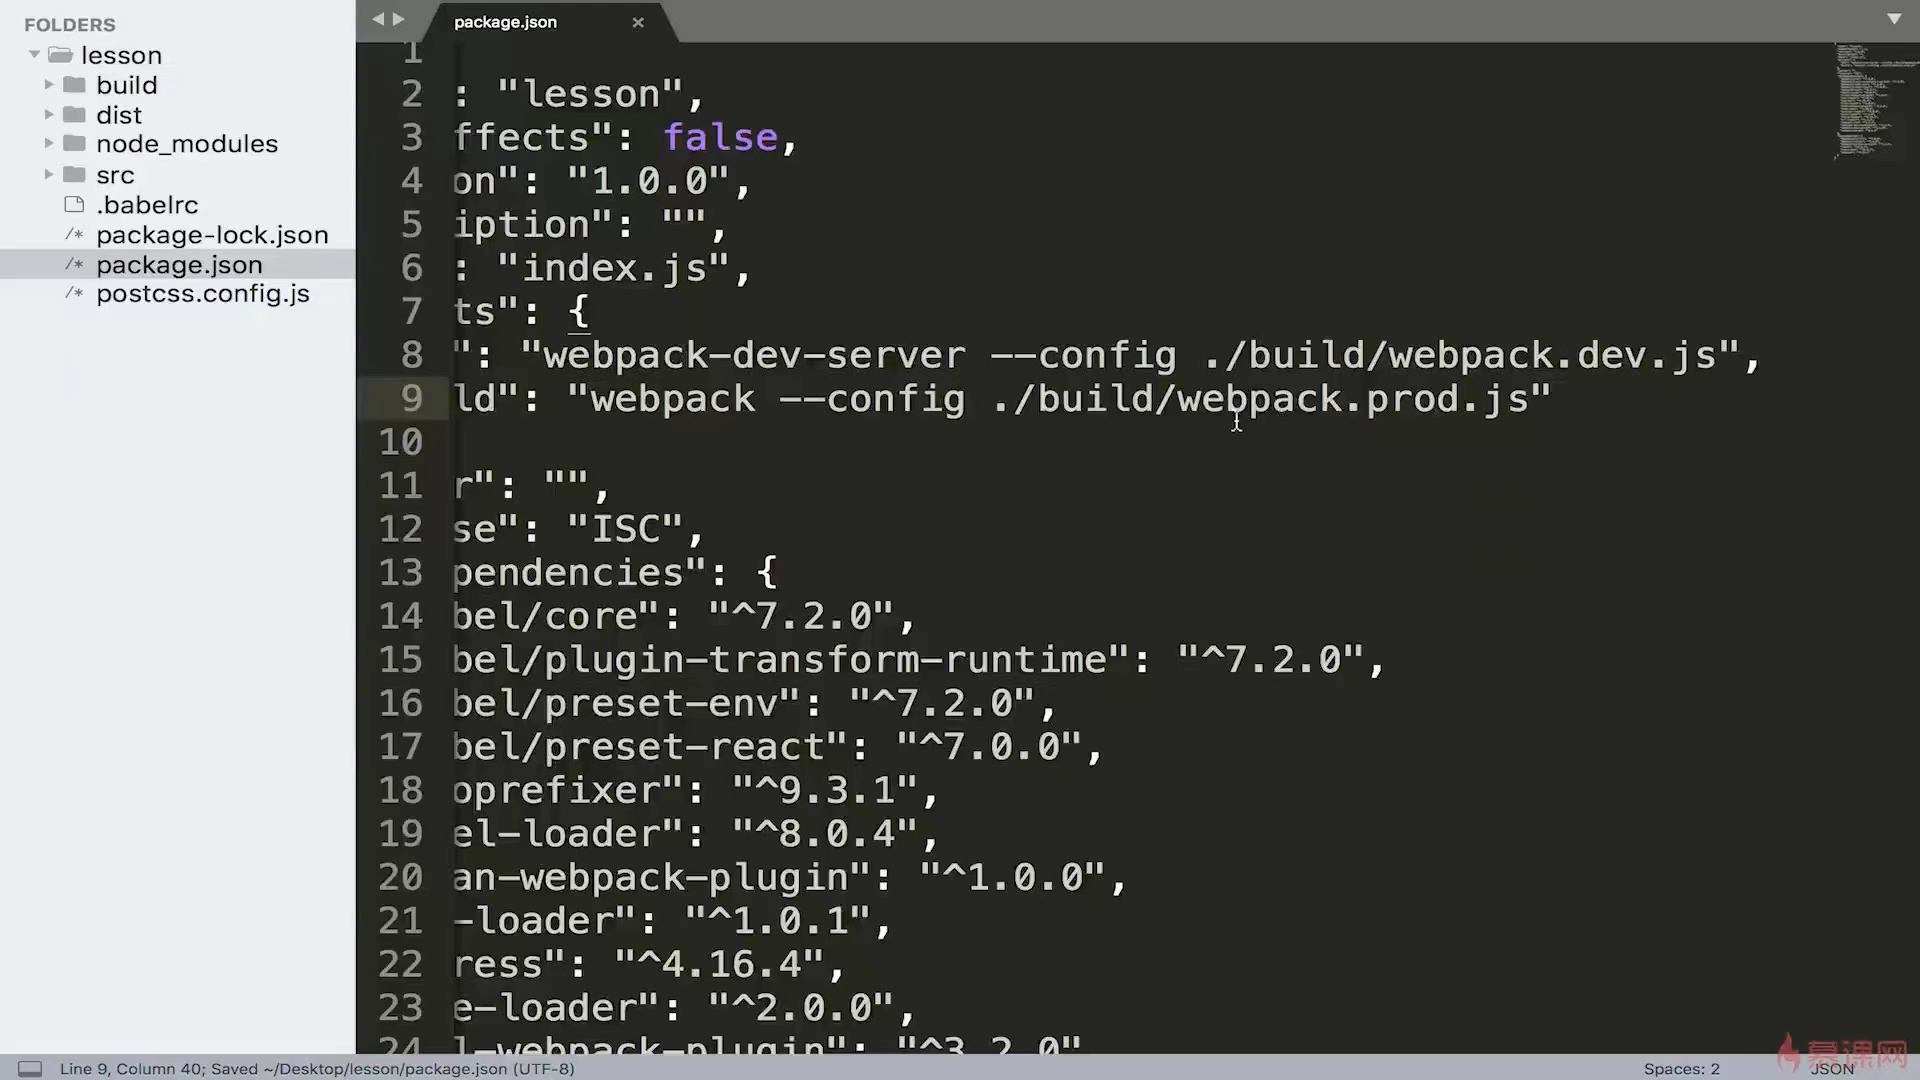 FOLDERS
lesson
build
dist
node_modules
src
.babelrc
/* package-lock.json
/* package.json
/* postcss.config.js
package.json ×
1
2 : "lesson",
3 ffects": false,
4 on": "1.0.0",
5 iption": "",
6 : "index.js",
7 ts": {
8 ": "webpack-dev-server --config ./build/webpack.dev.js",
9 ld": "webpack --config ./build/webpack.prod.js"
10
11 r": "",
12 se": "ISC",
13 pendencies": {
14 bel/core": "^7.2.0",
15 bel/plugin-transform-runtime": "^7.2.0",
16 bel/preset-env": "^7.2.0",
17 bel/preset-react": "^7.0.0",
18 oprefixer": "^9.3.1",
19 el-loader": "^8.0.4",
20 an-webpack-plugin": "^1.0.0",
21 -loader": "^1.0.1",
22 ress": "^4.16.4",
23 e-loader": "^2.0.0",
24 l-webpack-plugin": "^3.2.0"
Line 9, Column 40; Saved ~/Desktop/lesson/package.json (UTF-8)
Spaces: 2
JSON
慕课网